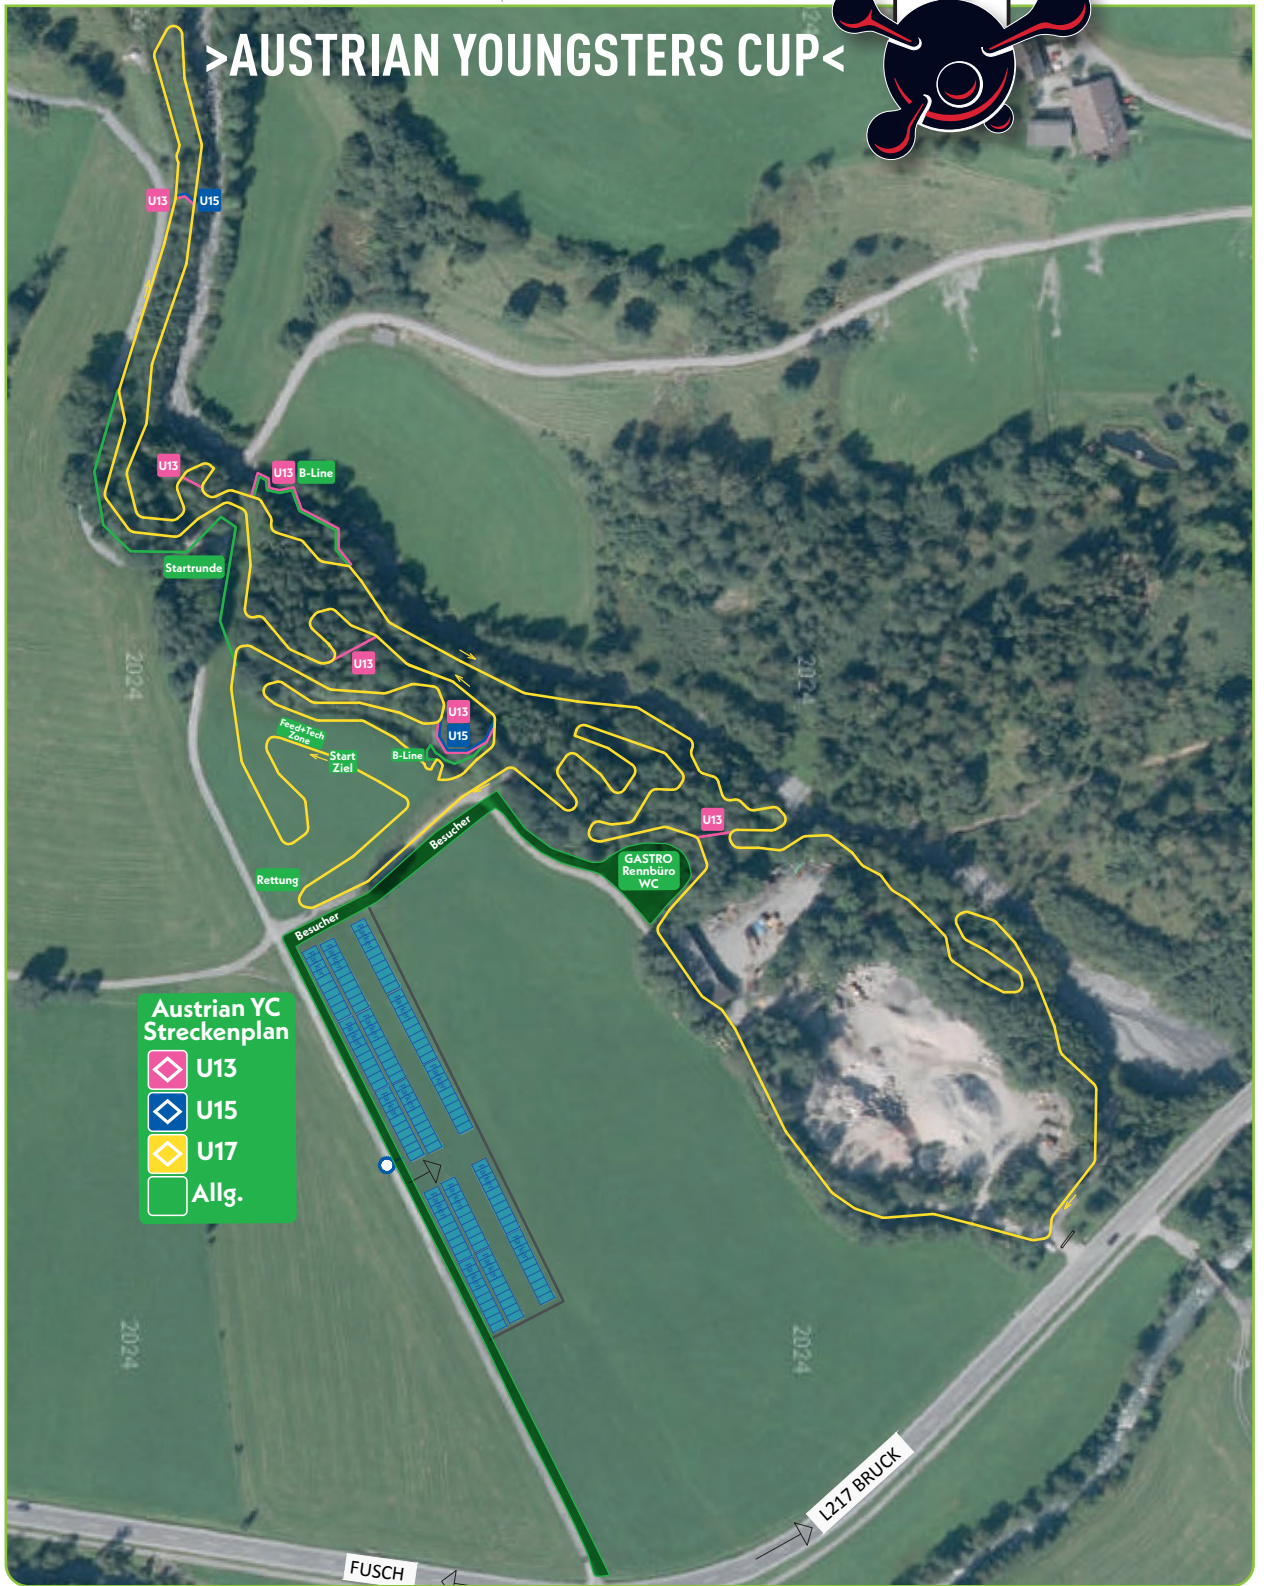 >AUSTRIAN YOUNGSTERS CUP<
U13
U15
U13
U13
B-Line
Startrunde
2024
U13
2024
U13
U15
Feed+Tech
Zone
Start
Ziel
B-Line
U13
Besucher
GASTRO
Rennbüro
WC
Rettung
Besucher
Austrian YC
Streckenplan
U13
U15
U17
Allg.
2024
2024
L217 BRUCK
FUSCH